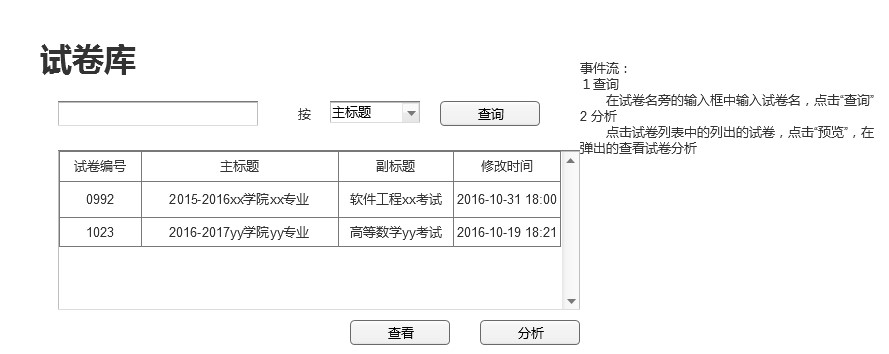 试卷库
按 主标题 查询
试卷编号 主标题 副标题 修改时间
0992 2015-2016xx学院xx专业 软件工程xx考试 2016-10-31 18:00
1023 2016-2017yy学院yy专业 高等数学yy考试 2016-10-19 18:21
查看 分析
事件流：
1 查询
在试卷名旁的输入框中输入试卷名，点击“查询”
2 分析
点击试卷列表中的列出的试卷，点击“预览”，在
弹出的查看试卷分析